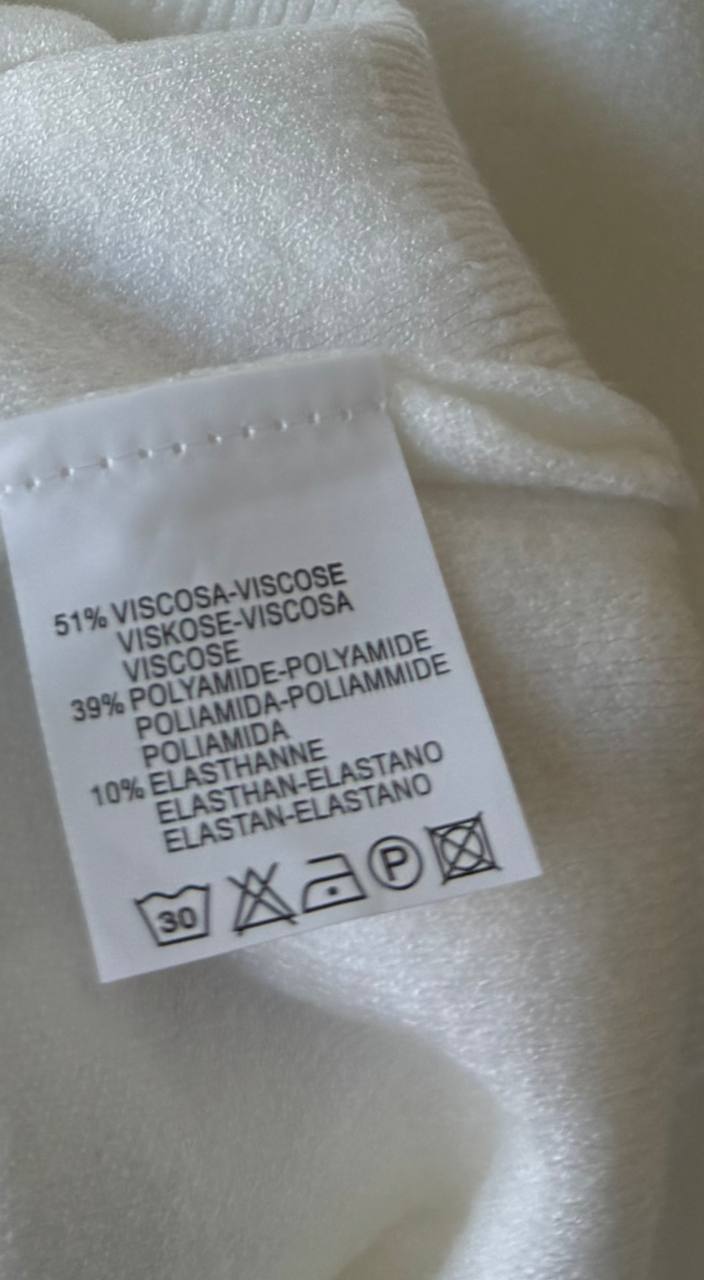 51% VISCOSA-VISCOSE
VISKOSE-VISCOSA
VISCOSE
39% POLYAMIDE-POLYAMIDE
POLIAMIDA-POLIAMMIDE
POLIAMIDA
10% ELASTHANNE
ELASTHAN-ELASTANO
ELASTAN-ELASTANO
30 P